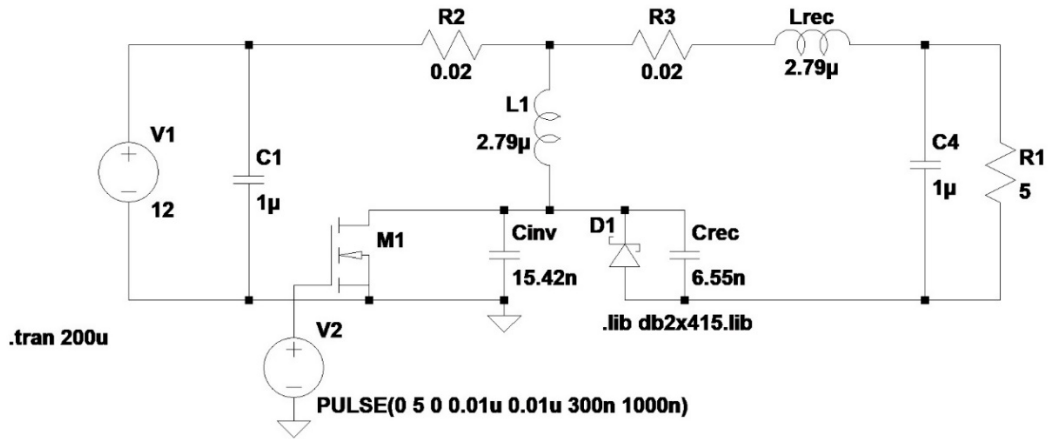 R2
R3
Lrec
0.02
0.02
2.79µ
L1
2.79µ
V1
12
C1
1µ
C4
1µ
R1
5
M1
Cinv
15.42n
D1
Crec
6.55n
.lib db2x415.lib
.tran 200u
V2
PULSE(0 5 0 0.01u 0.01u 300n 1000n)